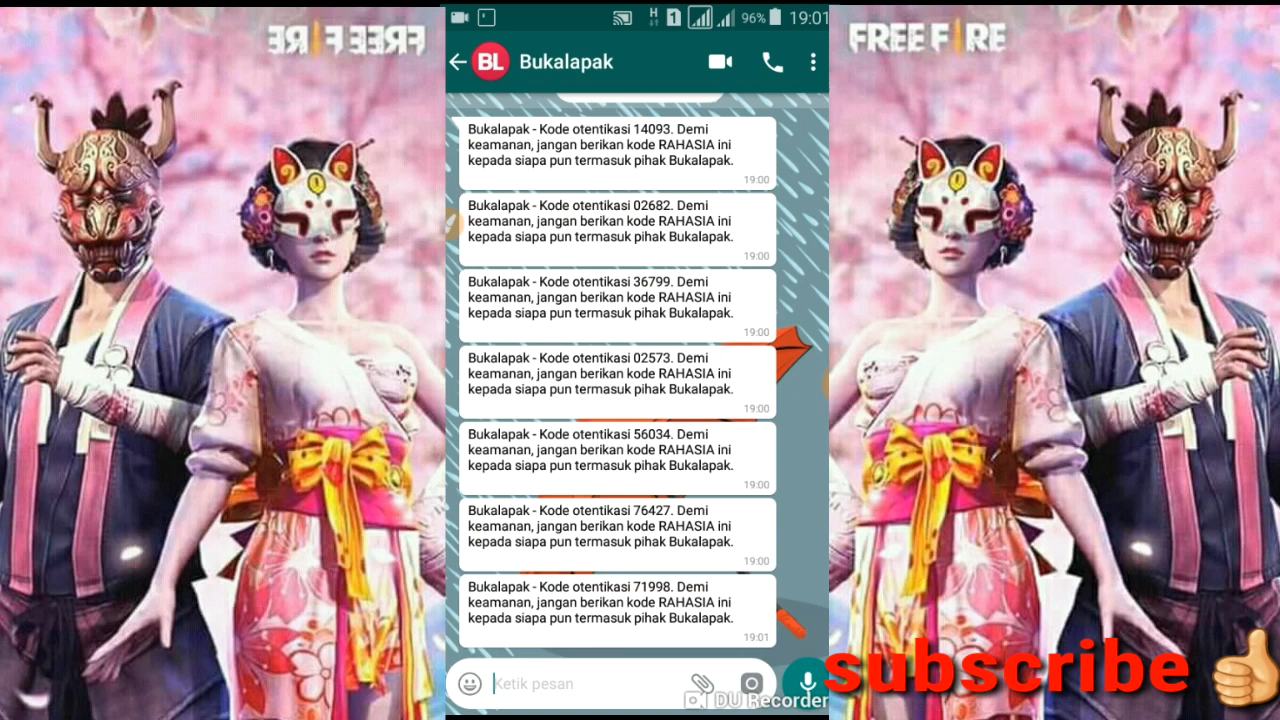 FREE FIRE
96% 19:01
FREE FIRE
BL Bukalapak
Bukalapak - Kode otentikasi 14093. Demi
keamanan, jangan berikan kode RAHASIA ini
kepada siapa pun termasuk pihak Bukalapak.
19:00
Bukalapak - Kode otentikasi 02682. Demi
keamanan, jangan berikan kode RAHASIA ini
kepada siapa pun termasuk pihak Bukalapak.
19:00
Bukalapak - Kode otentikasi 36799. Demi
keamanan, jangan berikan kode RAHASIA ini
kepada siapa pun termasuk pihak Bukalapak.
19:00
Bukalapak - Kode otentikasi 02573. Demi
keamanan, jangan berikan kode RAHASIA ini
kepada siapa pun termasuk pihak Bukalapak.
19:00
Bukalapak - Kode otentikasi 56034. Demi
keamanan, jangan berikan kode RAHASIA ini
kepada siapa pun termasuk pihak Bukalapak.
19:00
Bukalapak - Kode otentikasi 76427. Demi
keamanan, jangan berikan kode RAHASIA ini
kepada siapa pun termasuk pihak Bukalapak.
19:00
Bukalapak - Kode otentikasi 71998. Demi
keamanan, jangan berikan kode RAHASIA ini
kepada siapa pun termasuk pihak Bukalapak.
19:01
Ketik pesan
DU Recorder
subscribe